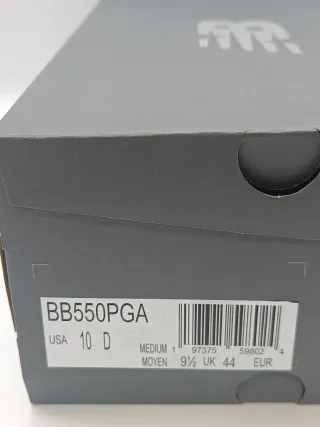 BB550PGA
USA 10 D
MEDIUM 1 97375 59802 4
MOYEN 9½ UK 44 EUR